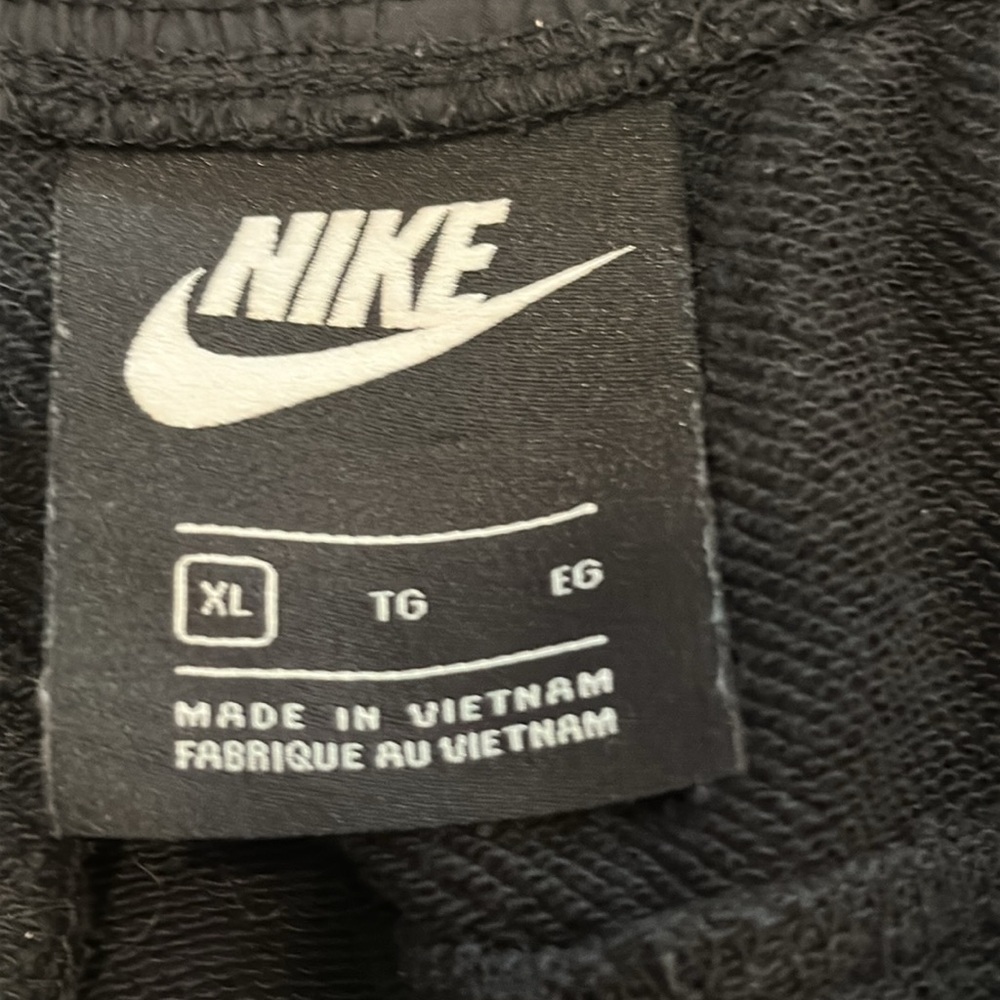 NIKE
XL TG EG
MADE IN VIETNAM
FABRIQUE AU VIETNAM